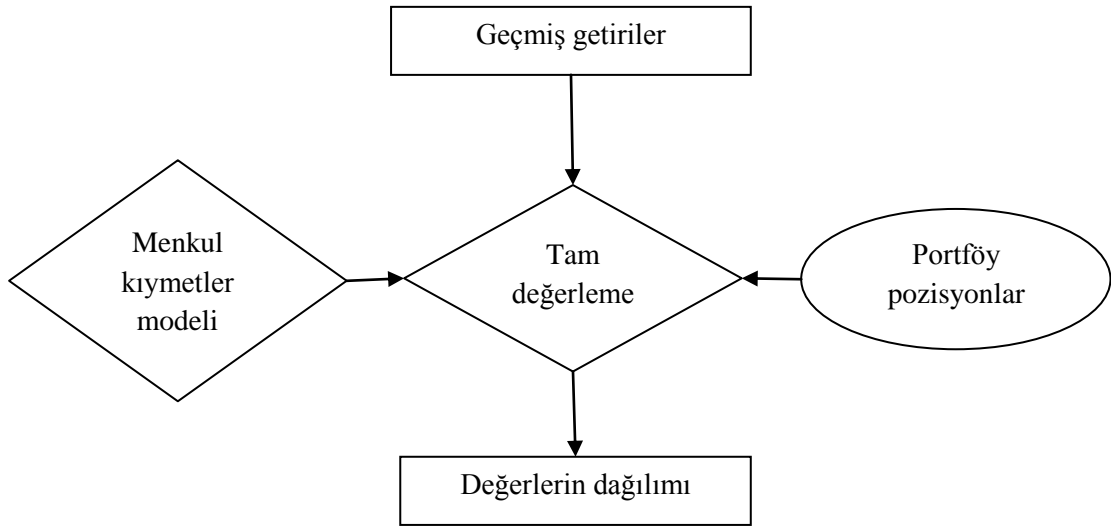 Geçmiş getiriler
Menkul
kıymetler
modeli
Tam
değerleme
Portföy
pozisyonlar
Değerlerin dağılımı